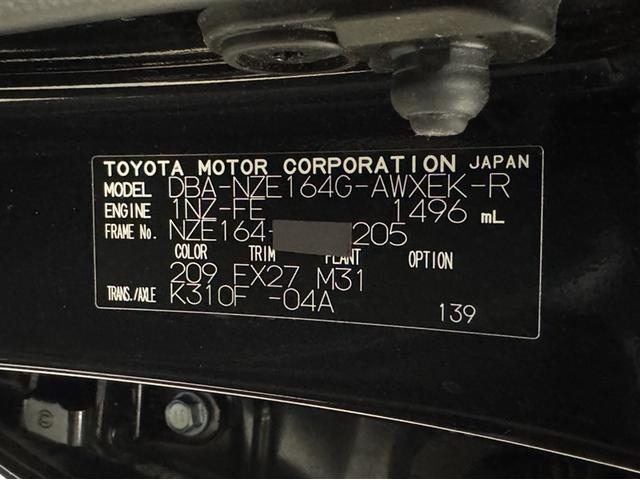 TOYOTA MOTOR CORPORATION JAPAN
MODEL DBA-NZE164G-AWXEK-R
ENGINE 1NZ-FE 1496 mL
FRAME No. NZE164- 205
COLOR TRIM PLANT OPTION
209 EX27 M31
TRANS./AXLE K310F -04A 139